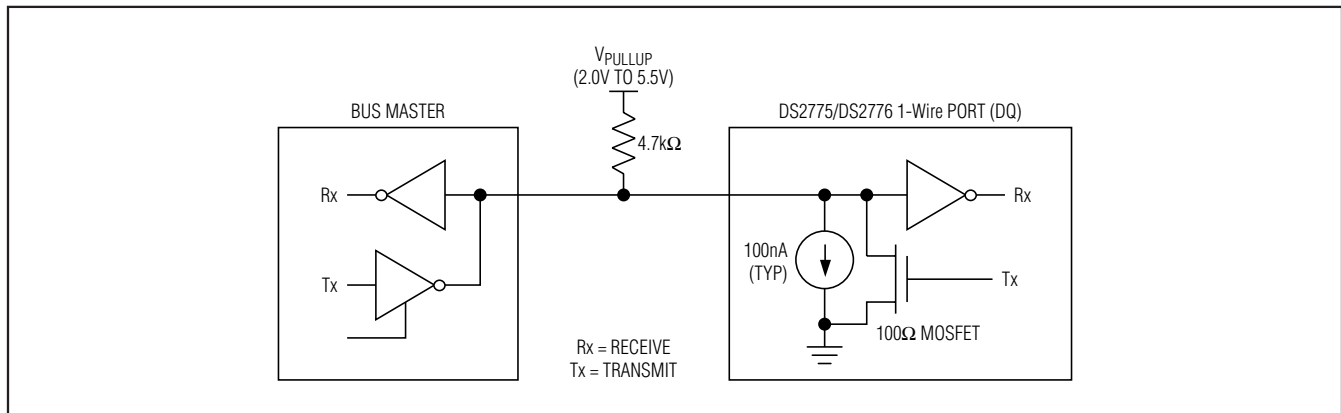 VPULLUP
(2.0V TO 5.5V)
BUS MASTER
DS2775/DS2776 1-Wire PORT (DQ)
4.7kΩ
Rx
Rx
100nA
(TYP)
Tx
Tx
100Ω MOSFET
Rx = RECEIVE
Tx = TRANSMIT